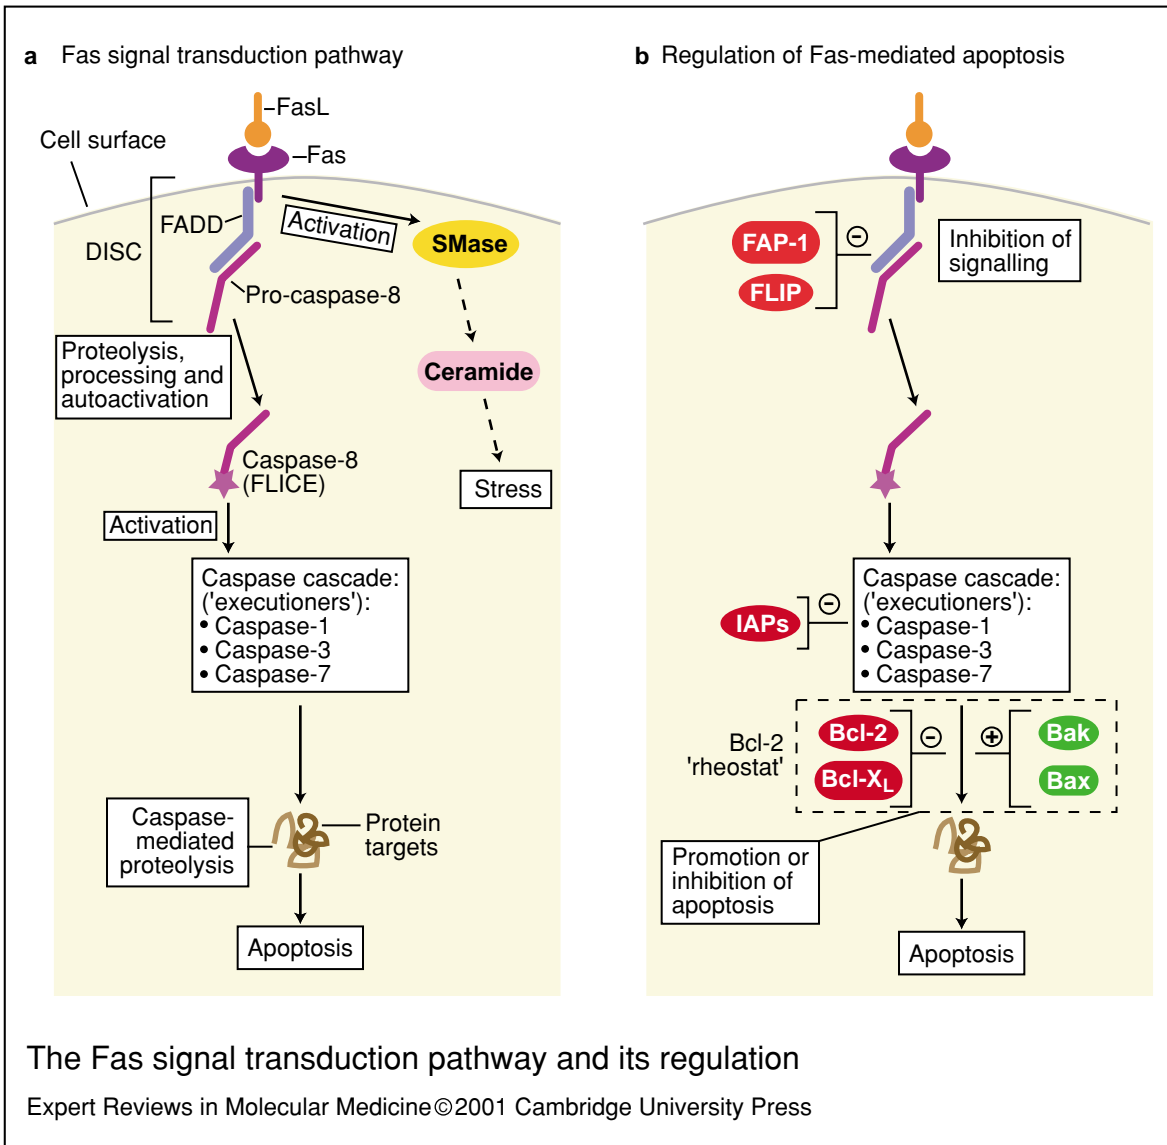 a Fas signal transduction pathway
FasL
Cell surface
Fas
FADD
Activation
DISC
SMase
Pro-caspase-8
Proteolysis,
processing and
autoactivation
Ceramide
Caspase-8
(FLICE)
Stress
Activation
Caspase cascade:
('executioners'):
• Caspase-1
• Caspase-3
• Caspase-7
Caspase-
mediated
proteolysis
Protein
targets
Apoptosis
b Regulation of Fas-mediated apoptosis
FAP-1
FLIP
-
Inhibition of
signalling
IAPs
-
Caspase cascade:
('executioners'):
• Caspase-1
• Caspase-3
• Caspase-7
Bcl-2
'rheostat'
Bcl-2
Bcl-XL
-
+
Bak
Bax
Promotion or
inhibition of
apoptosis
Apoptosis
The Fas signal transduction pathway and its regulation
Expert Reviews in Molecular Medicine©2001 Cambridge University Press